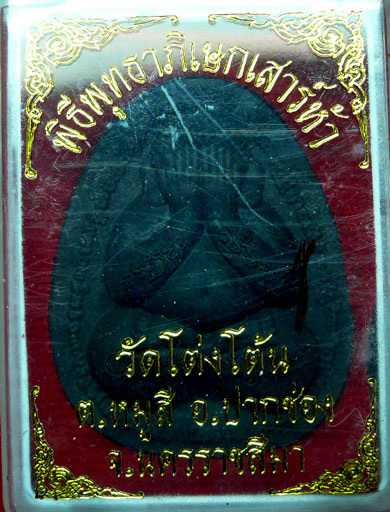 พิธีพุทธาภิเษกเสาร์ห้า
วัดโต่งโต้น
ต.หมูสี อ.ปากช่อง
จ.นครราชสีมา